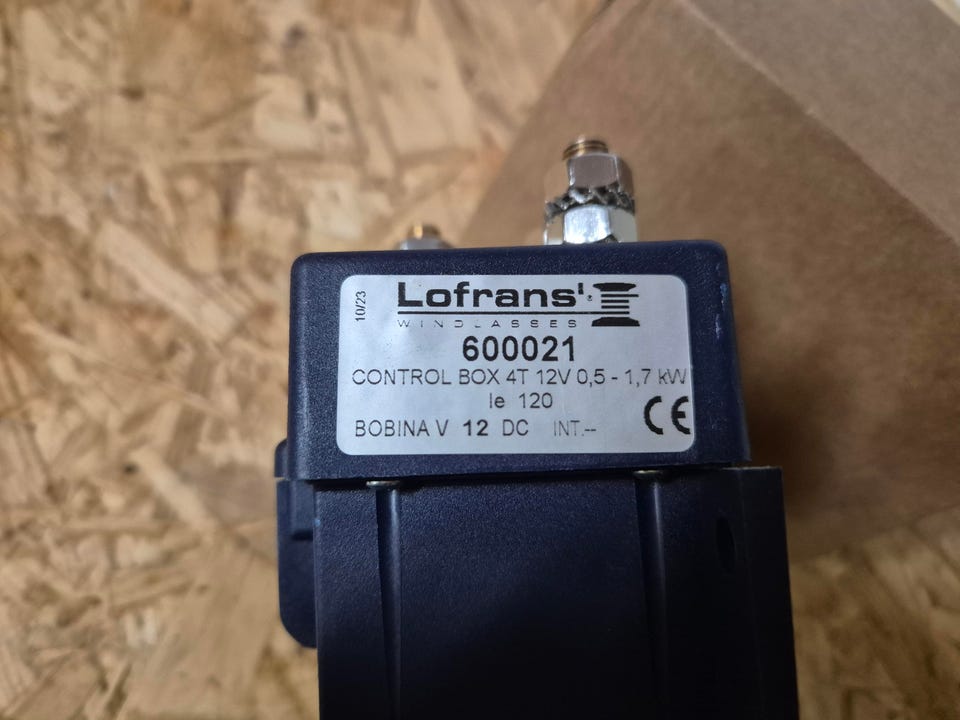 10/23
Lofrans'®
WINDLASSES
600021
CONTROL BOX 4T 12V 0,5 - 1,7 kW
Ie 120
BOBINA V 12 DC INT.--
CE